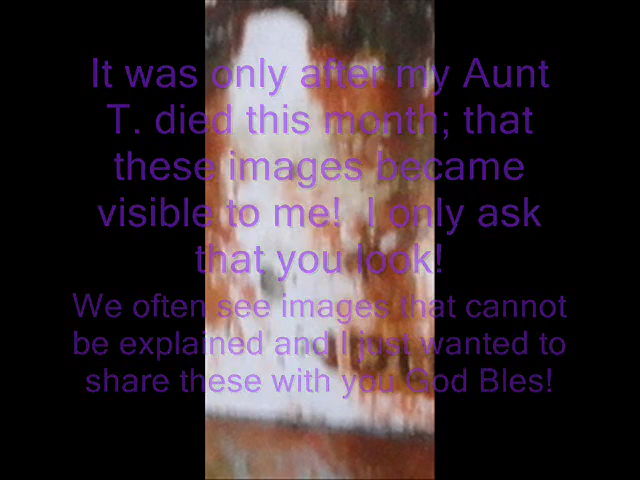 It was only after my Aunt
T. died this month; that
these images became
visible to me!  I only ask
that you look!
We often see images that cannot
be explained and I just wanted to
share these with you God Bles!